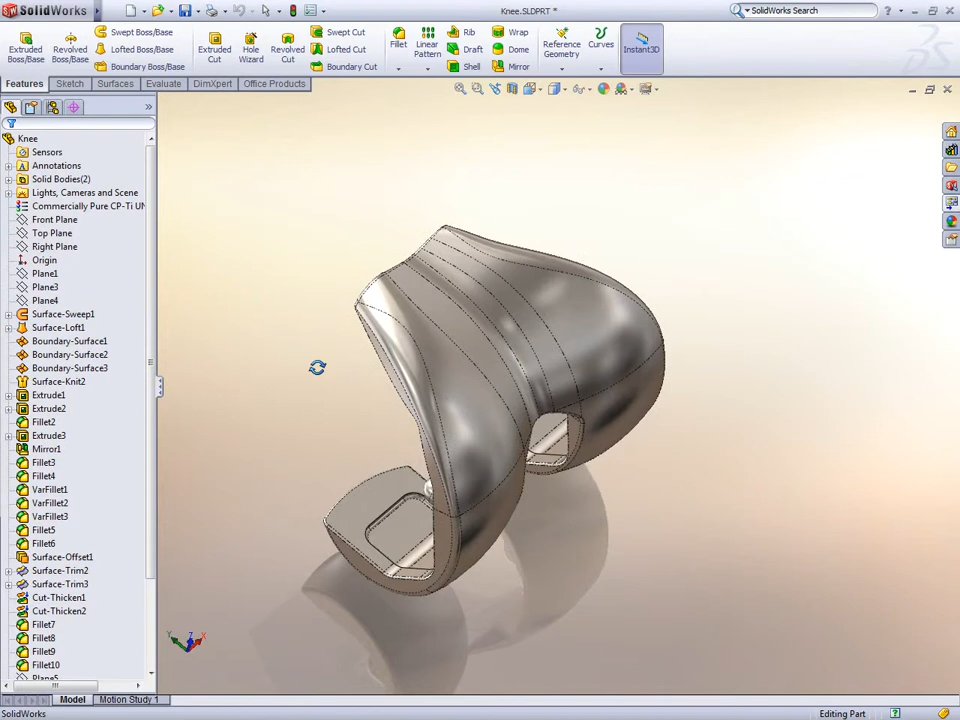 SolidWorks
Knee.SLDPRT *
SolidWorks Search
Extruded Boss/Base
Revolved Boss/Base
Swept Boss/Base
Lofted Boss/Base
Boundary Boss/Base
Extruded Cut
Hole Wizard
Revolved Cut
Swept Cut
Lofted Cut
Boundary Cut
Fillet
Linear Pattern
Rib
Draft
Shell
Wrap
Dome
Mirror
Reference Geometry
Curves
Instant3D
Features
Sketch
Surfaces
Evaluate
DimXpert
Office Products
Knee
Sensors
Annotations
Solid Bodies(2)
Lights, Cameras and Scene
Commercially Pure CP-Ti UN
Front Plane
Top Plane
Right Plane
Origin
Plane1
Plane3
Plane4
Surface-Sweep1
Surface-Loft1
Boundary-Surface1
Boundary-Surface2
Boundary-Surface3
Surface-Knit2
Extrude1
Extrude2
Fillet2
Extrude3
Mirror1
Fillet3
Fillet4
VarFillet1
VarFillet2
VarFillet3
Fillet5
Fillet6
Surface-Offset1
Surface-Trim2
Surface-Trim3
Cut-Thicken1
Cut-Thicken2
Fillet7
Fillet8
Fillet9
Fillet10
Plane5
Y Z X
Model
Motion Study 1
SolidWorks
Editing Part